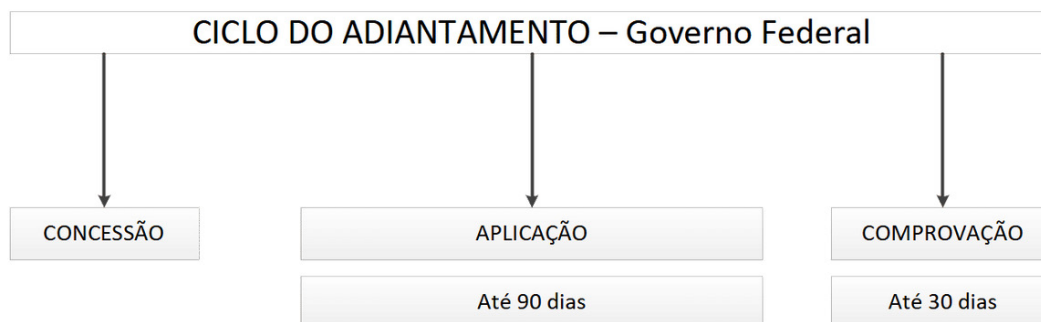 CICLO DO ADIANTAMENTO – Governo Federal
CONCESSÃO
APLICAÇÃO
COMPROVAÇÃO
Até 90 dias
Até 30 dias